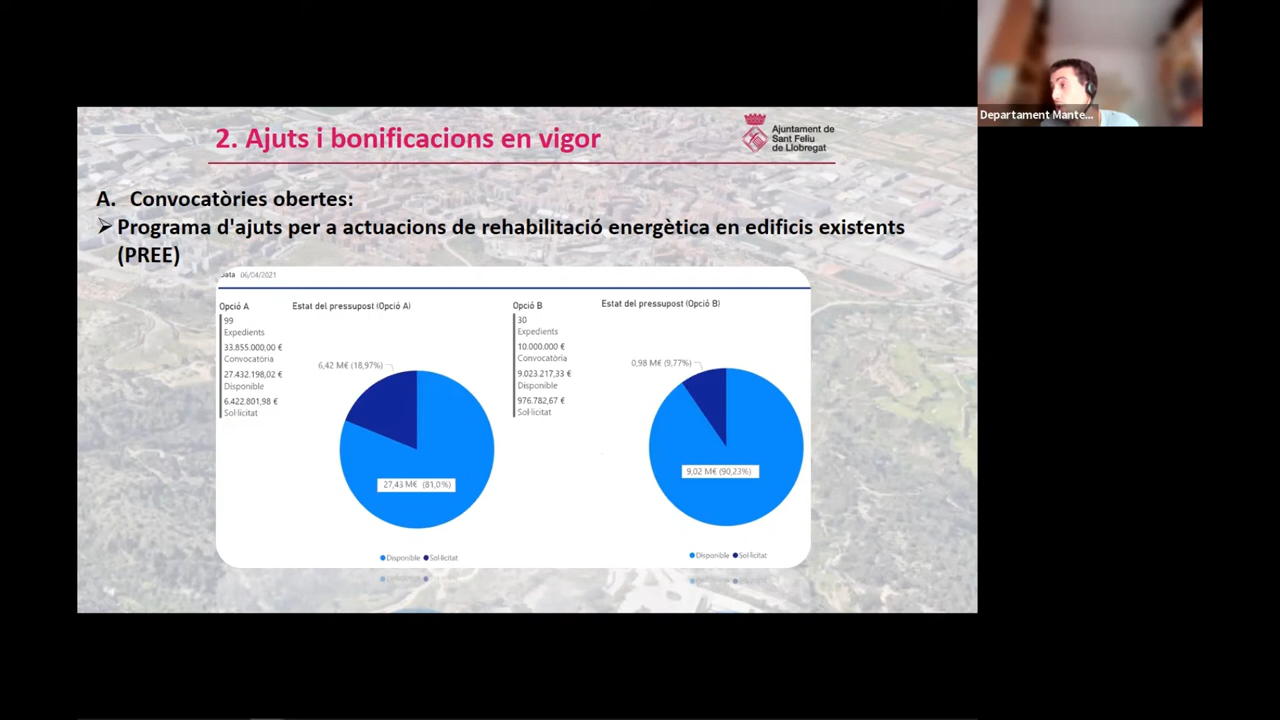 Departament Mante...
2. Ajuts i bonificacions en vigor
Ajuntament de
Sant Feliu
de Llobregat
A. Convocatòries obertes:
Programa d'ajuts per a actuacions de rehabilitació energètica en edificis existents
(PREE)
06/04/2021
Opció A
99
Expedients
33.855.000,00 €
Convocatòria
27.432.198,02 €
Disponible
6.422.801,98 €
Sol·licitat
Estat del pressupost (Opció A)
6,42 M€ (18,97%)
27,43 M€ (81,0%)
Disponible Sol·licitat
Opció B
30
Expedients
10.000.000 €
Convocatòria
9.023.217,33 €
Disponible
976.782,67 €
Sol·licitat
Estat del pressupost (Opció B)
0,98 M€ (9,77%)
9,02 M€ (90,23%)
Disponible Sol·licitat